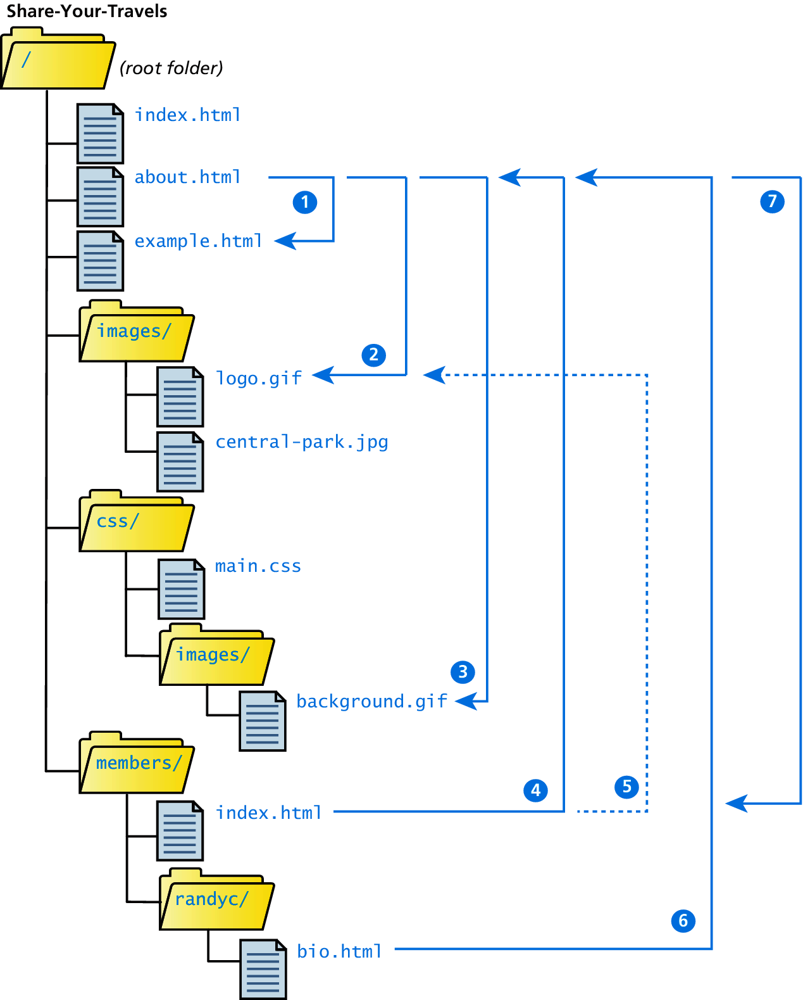 Share-Your-Travels
/
(root folder)
index.html
about.html
1
7
example.html
images/
2
logo.gif
central-park.jpg
css/
main.css
images/
3
background.gif
members/
4
5
index.html
randyc/
6
bio.html